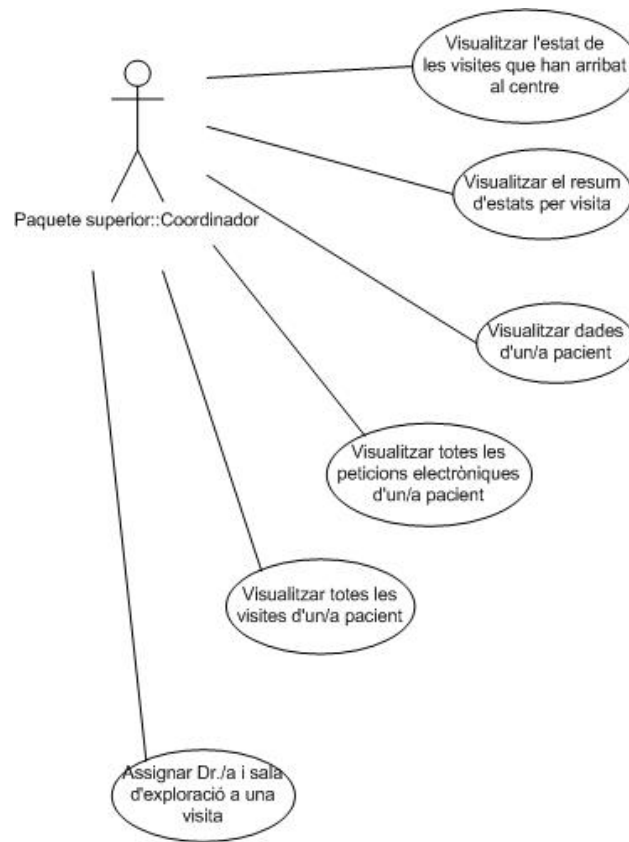 Visualitzar l'estat de
les visites que han arribat
al centre
Visualitzar el resum
d'estats per visita
Paquete superior::Coordinador
Visualitzar dades
d'un/a pacient
Visualitzar totes les
peticions electròniques
d'un/a pacient
Visualitzar totes les
visites d'un/a pacient
Assignar Dr./a i sala
d'exploració a una
visita